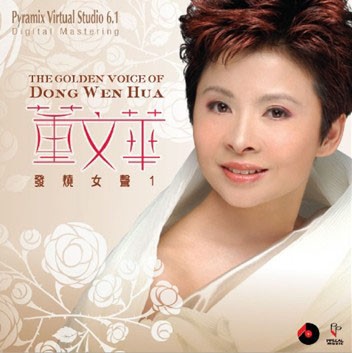 Pyramix Virtual Studio 6.1
Digital Mastering
THE GOLDEN VOICE OF
DONG WEN HUA
董文華
發燒女聲1